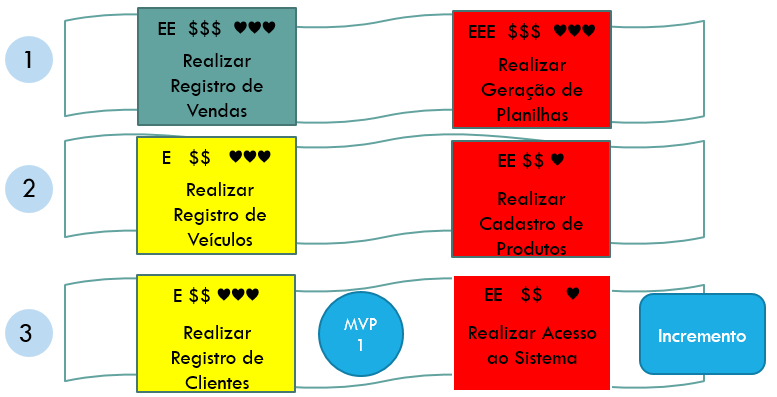 1
EE $$$ ♥♥♥
Realizar
Registro de
Vendas
EEE $$$ ♥♥♥
Realizar
Geração de
Planilhas
2
E $$ ♥♥♥
Realizar
Registro de
Veículos
EE $$ ♥
Realizar
Cadastro de
Produtos
3
E $$ ♥♥♥
Realizar
Registro de
Clientes
MVP
1
EE $$ ♥
Realizar Acesso
ao Sistema
Incremento